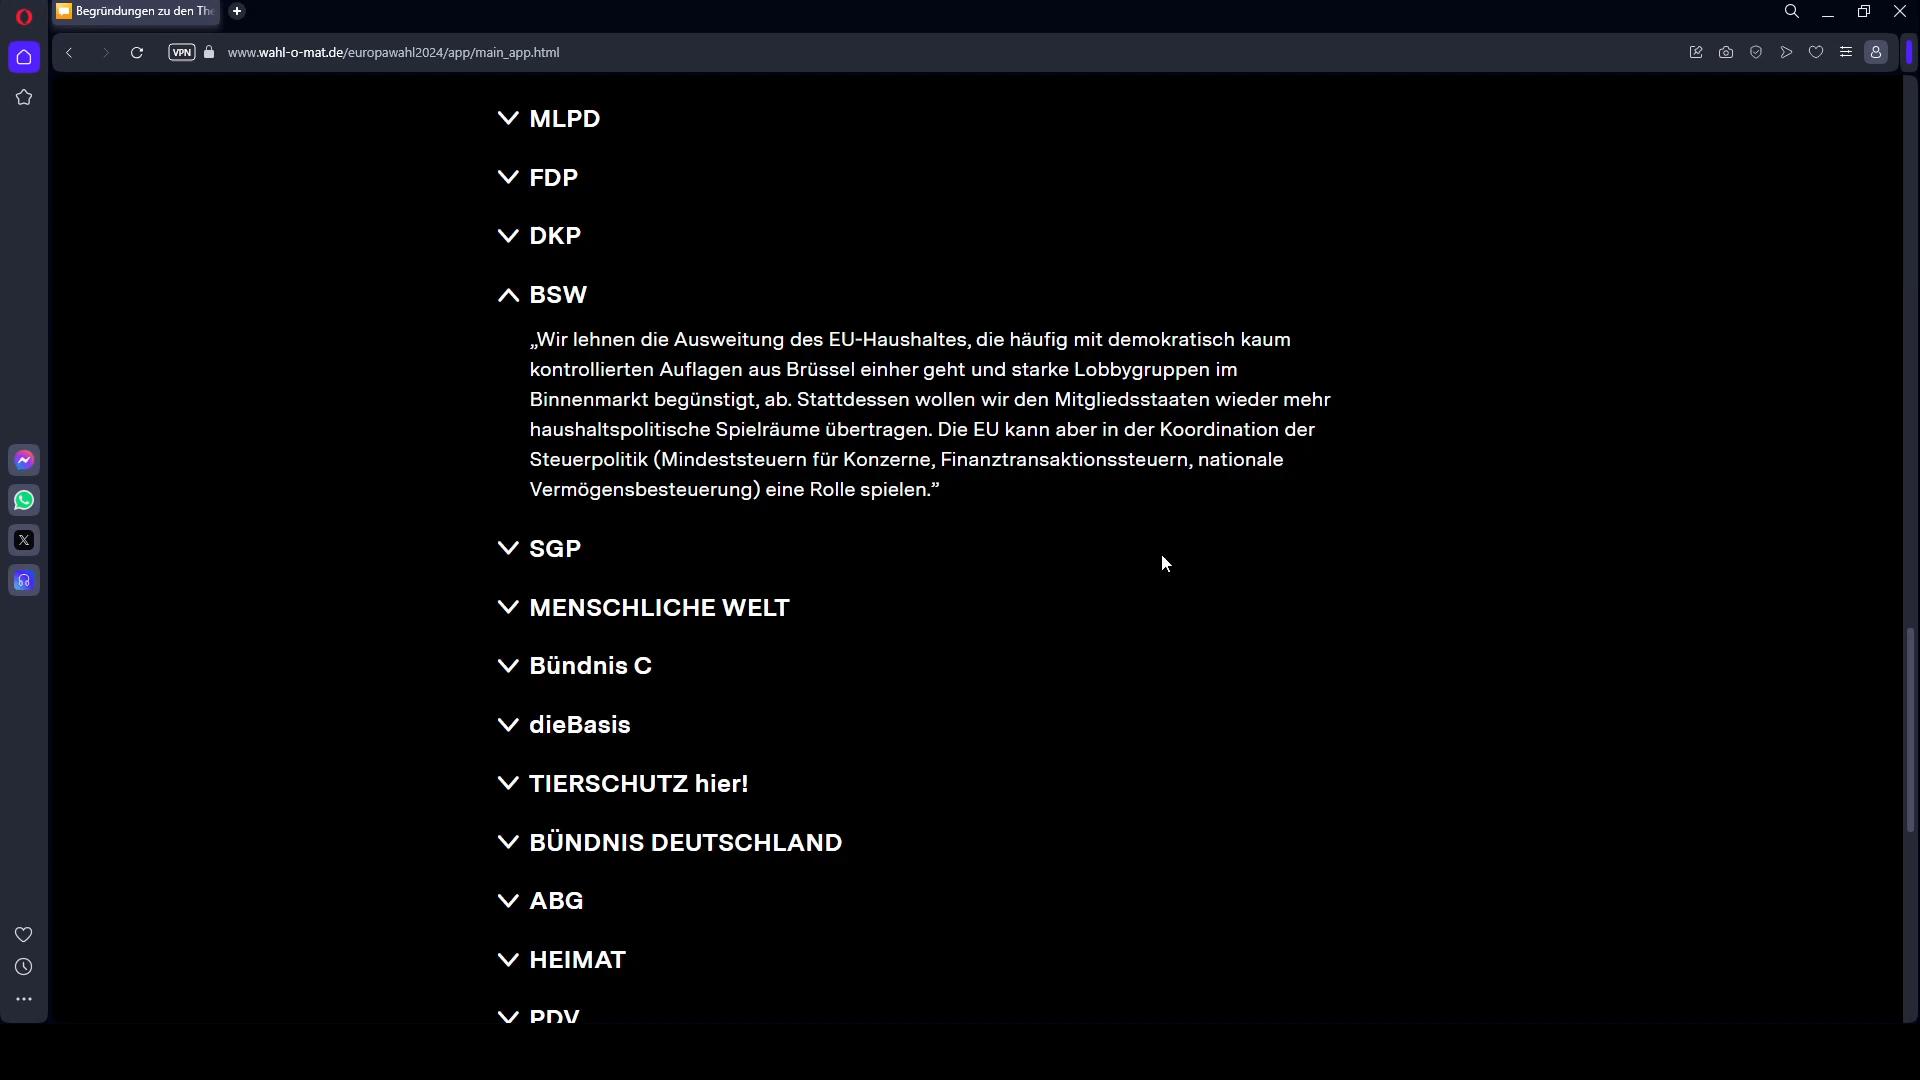 Begründungen zu den The
VPN
www.wahl-o-mat.de/europawahl2024/app/main_app.html
MLPD
FDP
DKP
BSW
„Wir lehnen die Ausweitung des EU-Haushaltes, die häufig mit demokratisch kaum
kontrollierten Auflagen aus Brüssel einher geht und starke Lobbygruppen im
Binnenmarkt begünstigt, ab. Stattdessen wollen wir den Mitgliedsstaaten wieder mehr
haushaltspolitische Spielräume übertragen. Die EU kann aber in der Koordination der
Steuerpolitik (Mindeststeuern für Konzerne, Finanztransaktionssteuern, nationale
Vermögensbesteuerung) eine Rolle spielen.”
SGP
MENSCHLICHE WELT
Bündnis C
dieBasis
TIERSCHUTZ hier!
BÜNDNIS DEUTSCHLAND
ABG
HEIMAT
PDV